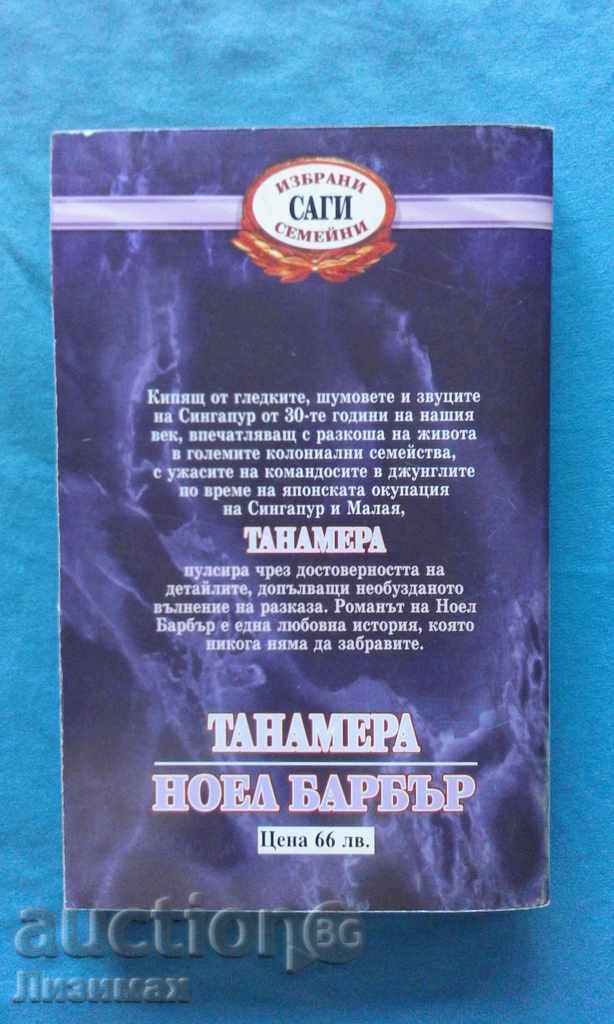 ИЗБРАНИ
САГИ
СЕМЕЙНИ
Кипящ от гледките, шумовете и звуците
на Сингапур от 30-те години на нашия
век, впечатляващ с разкоша на живота
в големите колониални семейства,
с ужасите на командосите в джунглите
по време на японската окупация
на Сингапур и Малая,
ТАНАМЕРА
пулсира чрез достоверността на
детайлите, допълващи необузданото
вълнение на разказа. Романът на Ноел
Барбър е една любовна история, която
никога няма да забравите.
ТАНАМЕРА
НОЕЛ БАРБЪР
Цена 66 лв.
auction BG
Лизимах